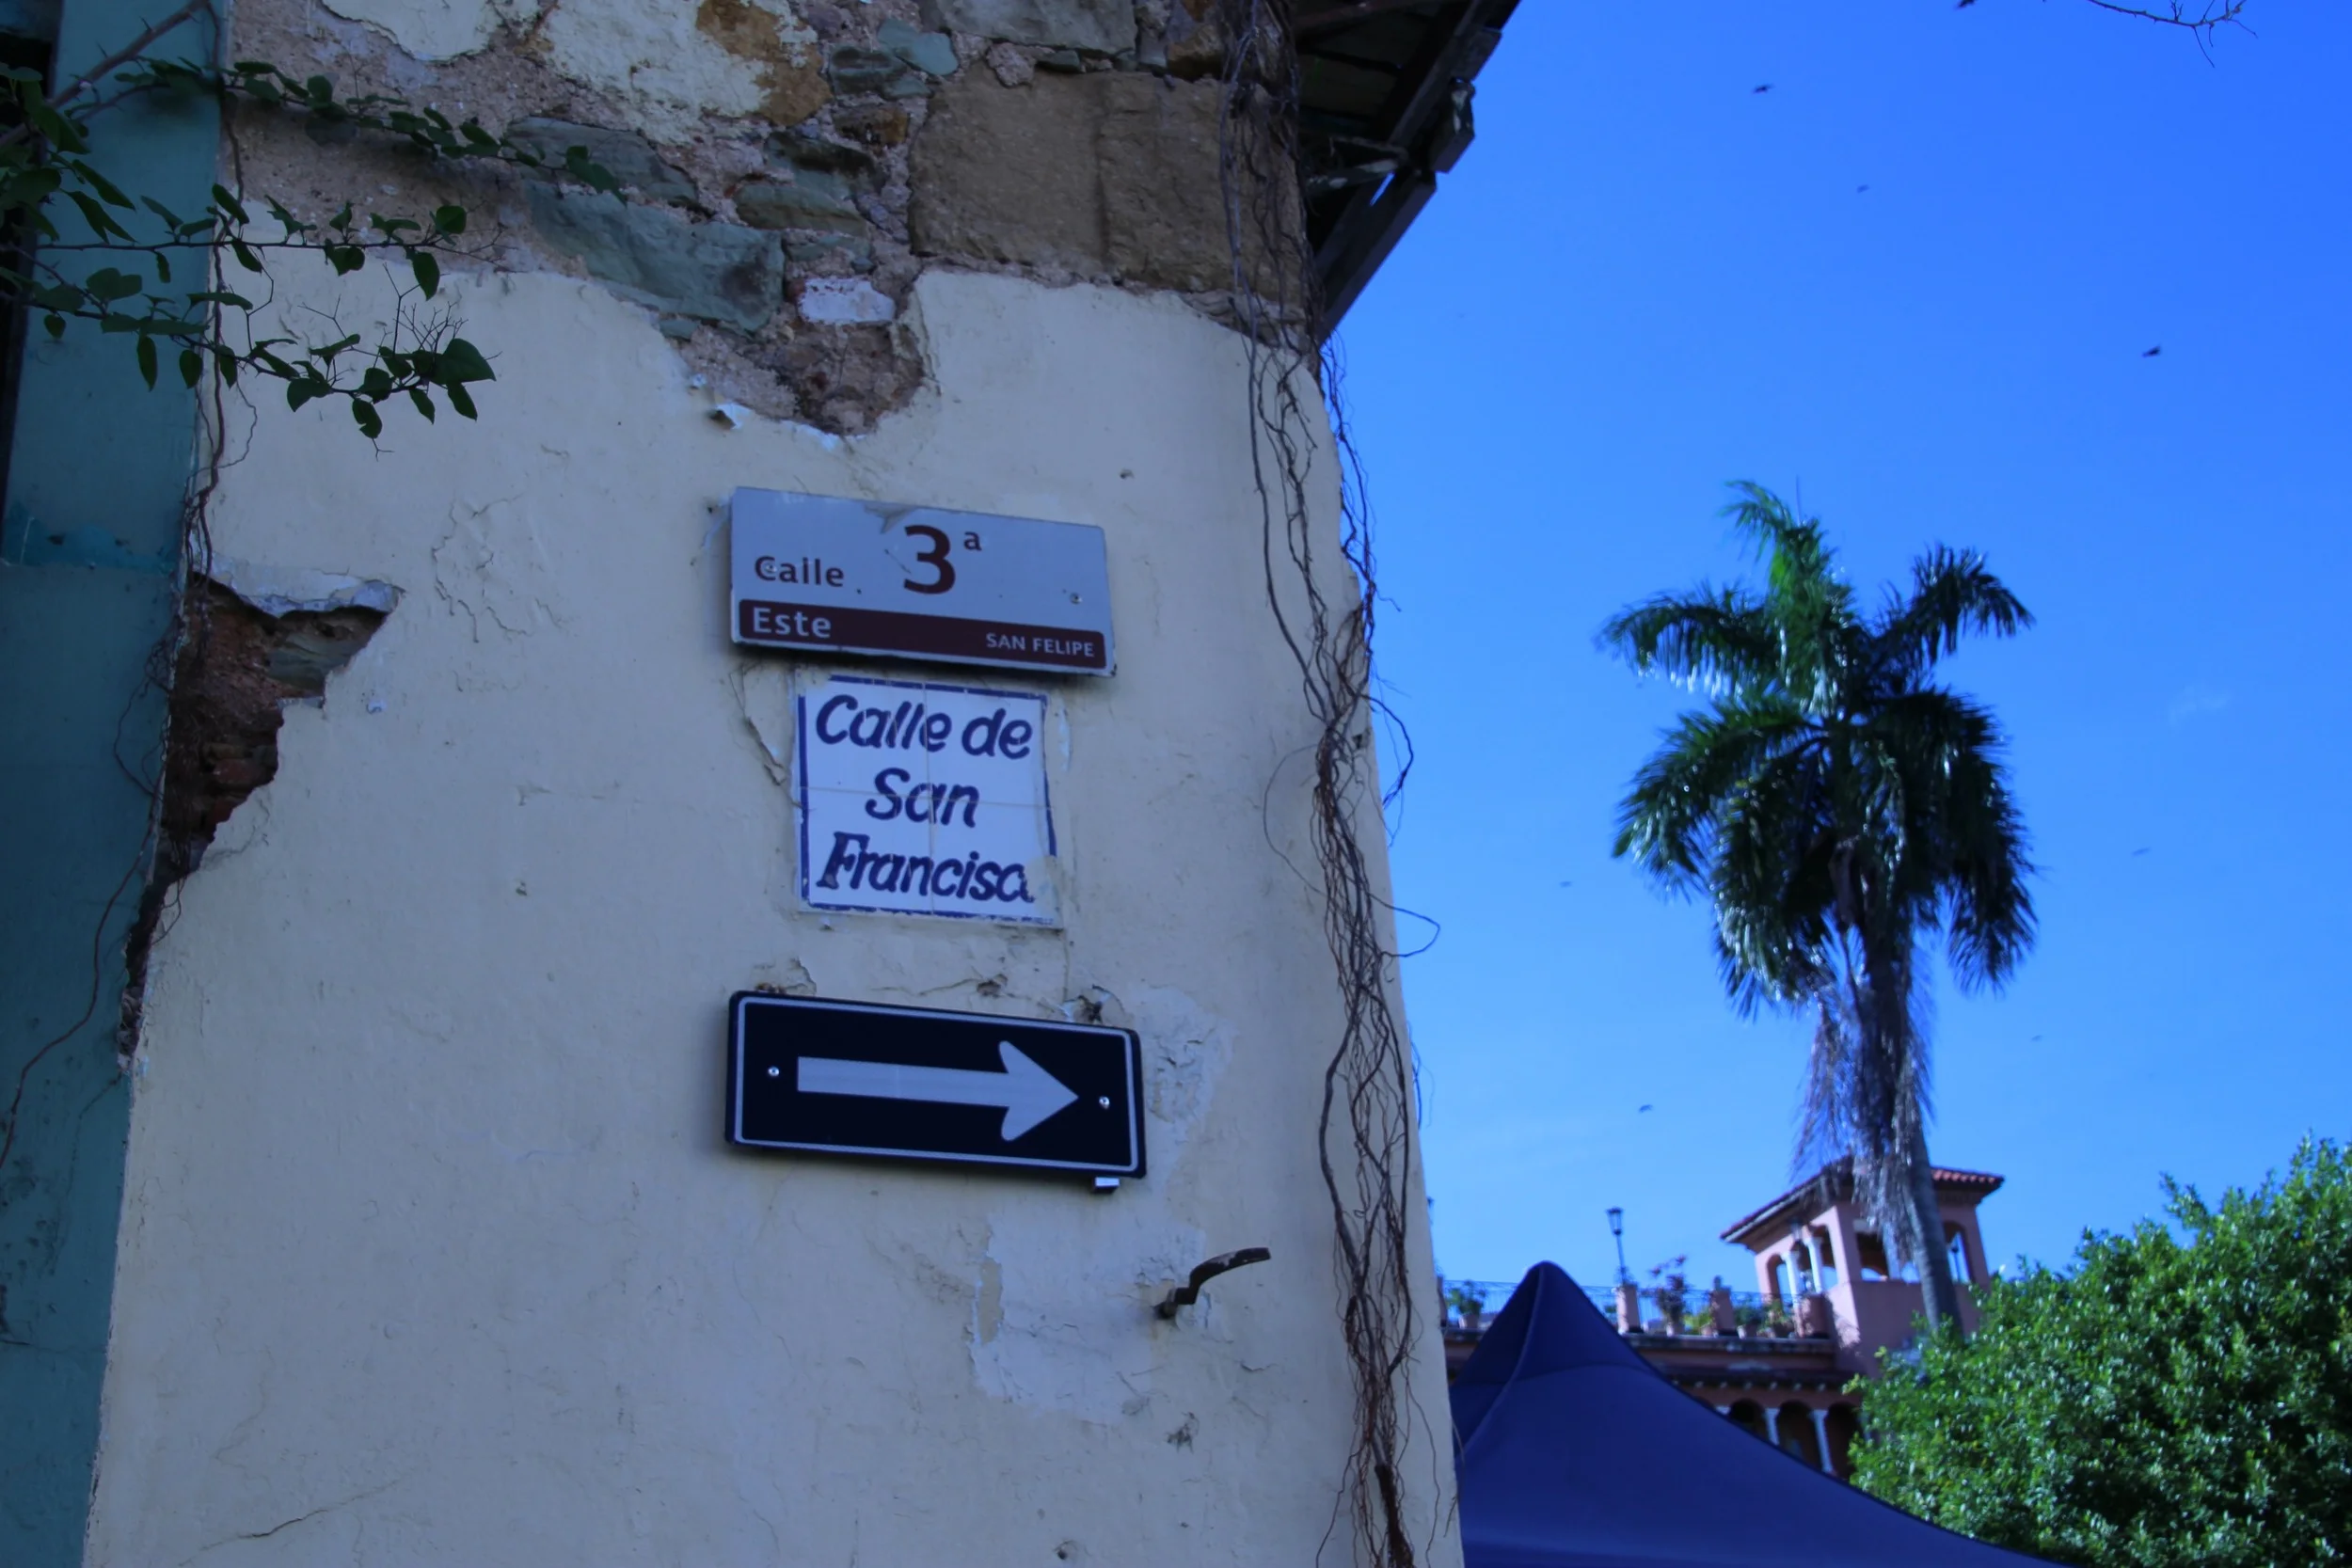 Calle 3ª
Este SAN FELIPE
Calle de
San
Francisco